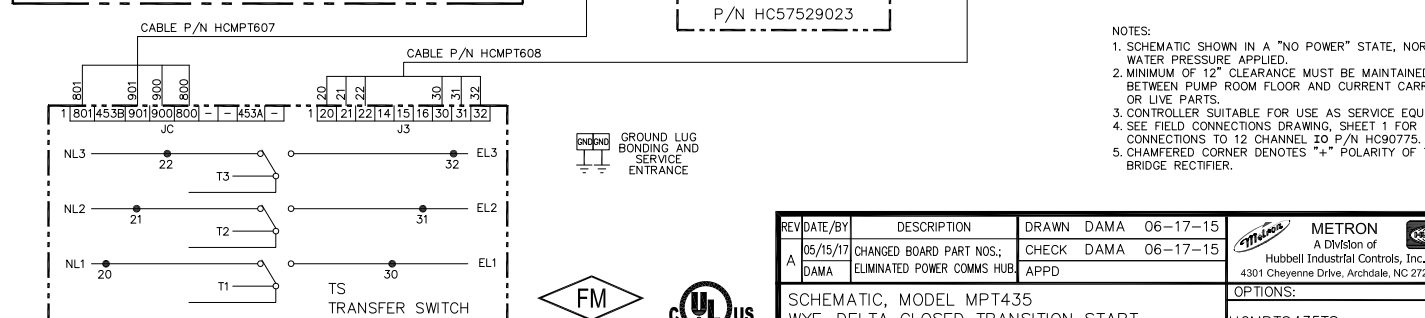 P/N HC57529023
CABLE P/N HCMPT607
CABLE P/N HCMPT608
801 901 900 800
20 21 22 30 31 32
1 801 453B 901 900 800 - - 453A -
JC
1 20 21 22 14 15 16 30 31 32
J3
NL3 22 T3 32 EL3
NL2 21 T2 31 EL2
NL1 20 T1 30 EL1
TS
TRANSFER SWITCH
GND GND
GROUND LUG
BONDING AND
SERVICE
ENTRANCE
FM
C UL US
NOTES:
1. SCHEMATIC SHOWN IN A "NO POWER" STATE,
WATER PRESSURE APPLIED.
2. MINIMUM OF 12" CLEARANCE MUST BE MAINTAINED
BETWEEN PUMP ROOM FLOOR AND CURRENT
OR LIVE PARTS.
3. CONTROLLER SUITABLE FOR USE AS SERVICE
4. SEE FIELD CONNECTIONS DRAWING, SHEET 1 FOR
CONNECTIONS TO 12 CHANNEL IO P/N HC90775.
5. CHAMFERED CORNER DENOTES "+" POLARITY OF
BRIDGE RECTIFIER.
REV DATE/BY DESCRIPTION
A 05/15/17 DAMA CHANGED BOARD PART NOS.;
ELIMINATED POWER COMMS HUB.
DRAWN DAMA 06-17-15
CHECK DAMA 06-17-15
APPD
Metron
METRON
A Division of
Hubbell Industrial Controls, Inc.
4301 Cheyenne Drive, Archdale, NC
SCHEMATIC, MODEL MPT435
WYE DELTA CLOSED TRANSITION START
OPTIONS: